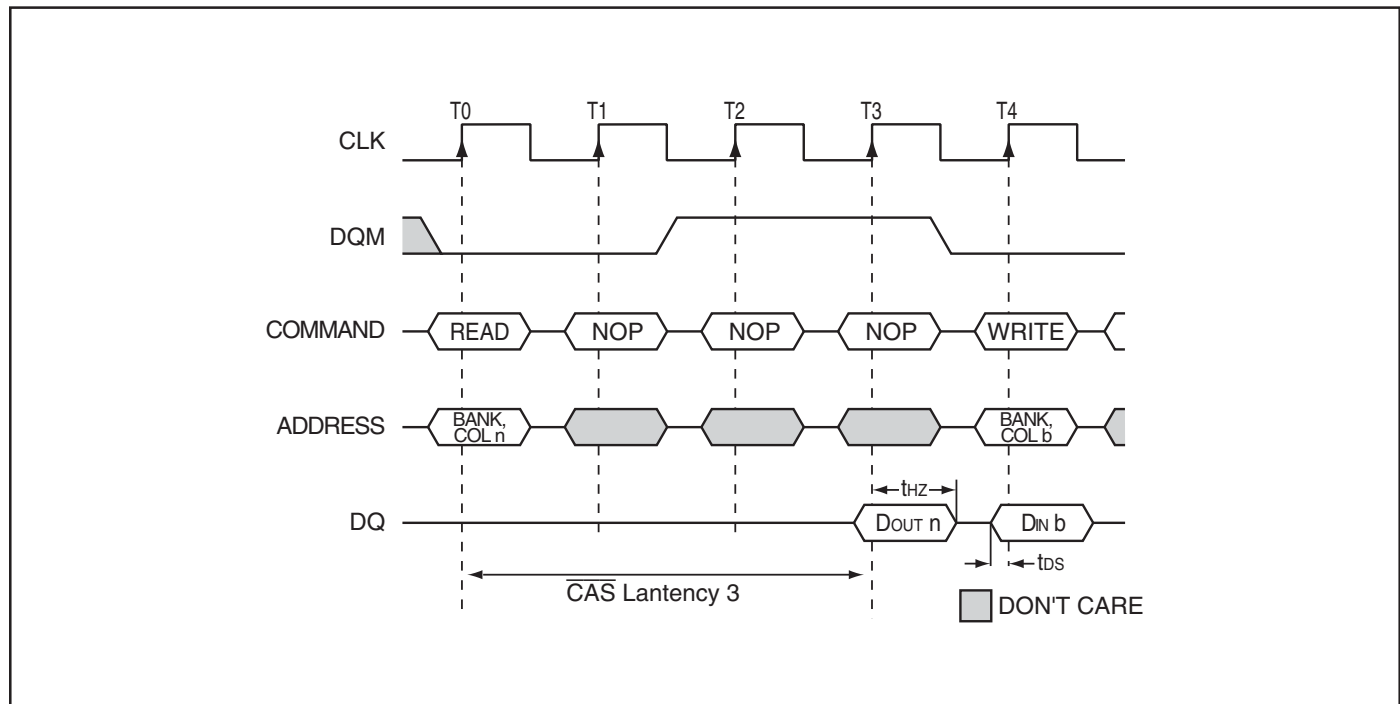 T0 T1 T2 T3 T4
CLK
DQM
COMMAND READ NOP NOP NOP WRITE
ADDRESS BANK, COL n BANK, COL b
tHZ
DQ DOUT n DIN b
tDS
CAS Lantency 3
DON'T CARE